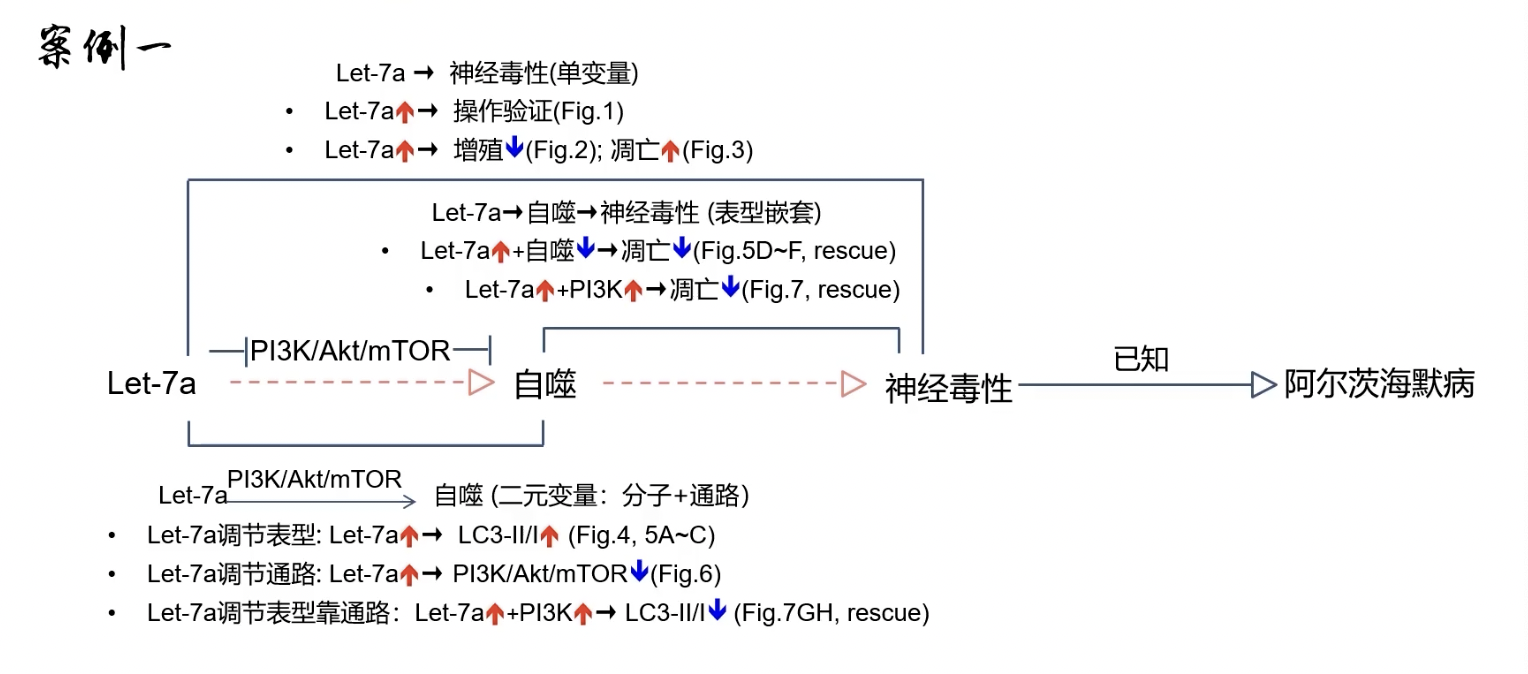 案例一
Let-7a → 神经毒性(单变量)
• Let-7a↑→ 操作验证(Fig.1)
• Let-7a↑→ 增殖↓(Fig.2); 凋亡↑(Fig.3)
Let-7a→自噬→神经毒性 (表型嵌套)
• Let-7a↑+自噬↓→凋亡↓(Fig.5D~F, rescue)
• Let-7a↑+PI3K↑→凋亡↓(Fig.7, rescue)
PI3K/Akt/mTOR
已知
Let-7a 自噬 神经毒性 阿尔茨海默病
PI3K/Akt/mTOR
Let-7a 自噬 (二元变量：分子+通路)
• Let-7a调节表型: Let-7a↑→ LC3-II/I↑ (Fig.4, 5A~C)
• Let-7a调节通路: Let-7a↑→ PI3K/Akt/mTOR↓(Fig.6)
• Let-7a调节表型靠通路：Let-7a↑+PI3K↑→ LC3-II/I↓ (Fig.7GH, rescue)